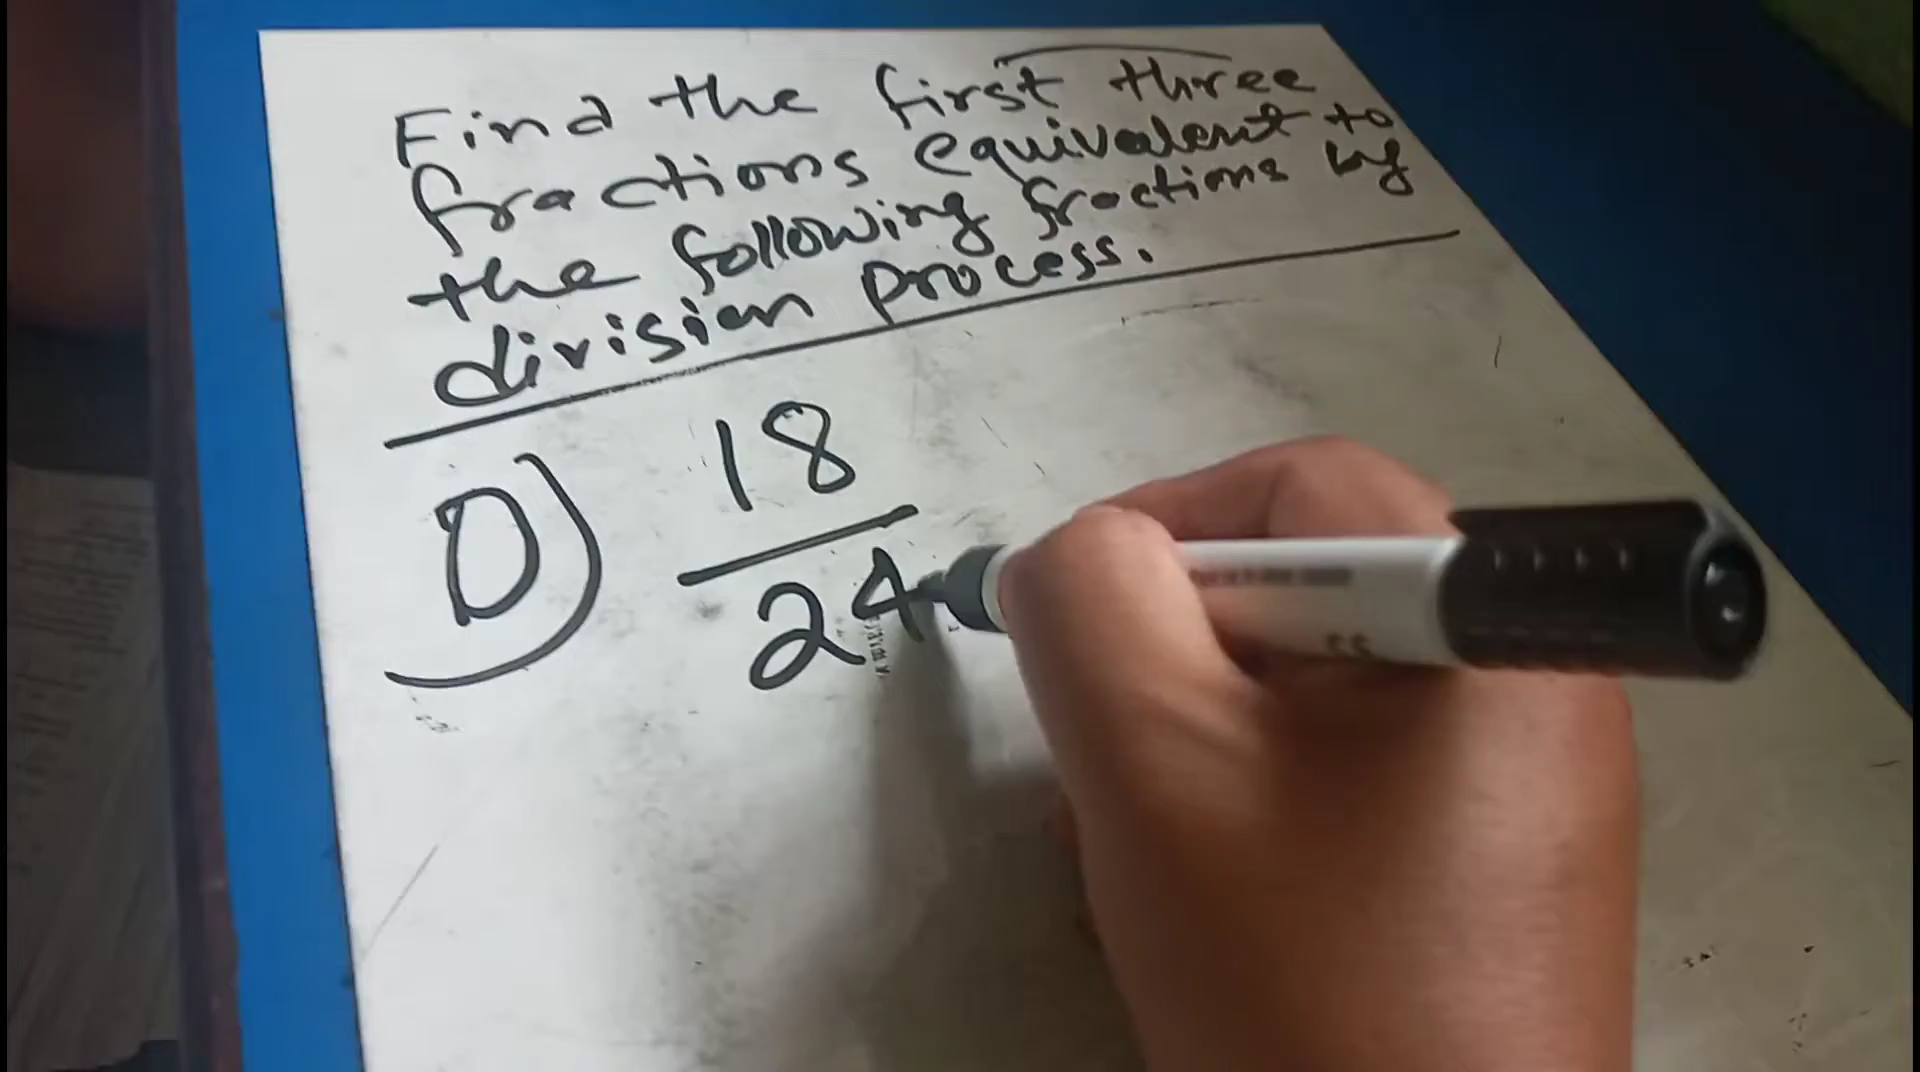 Find the first three
fractions equivalent to
the following fractions by
division process.
D) 18
24